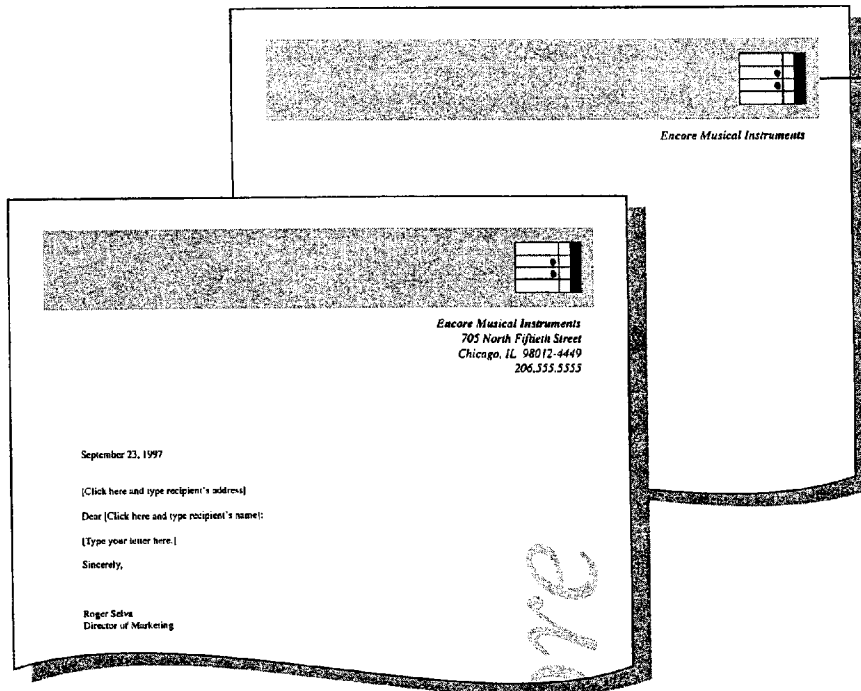 Encore Musical Instruments
Encore Musical Instruments
705 North Fiftieth Street
Chicago, IL 98012-4449
206.555.5555
September 23, 1997
[Click here and type recipient's address]
Dear [Click here and type recipient's name]:
[Type your letter here.]
Sincerely,
Roger Selva
Director of Marketing
ore